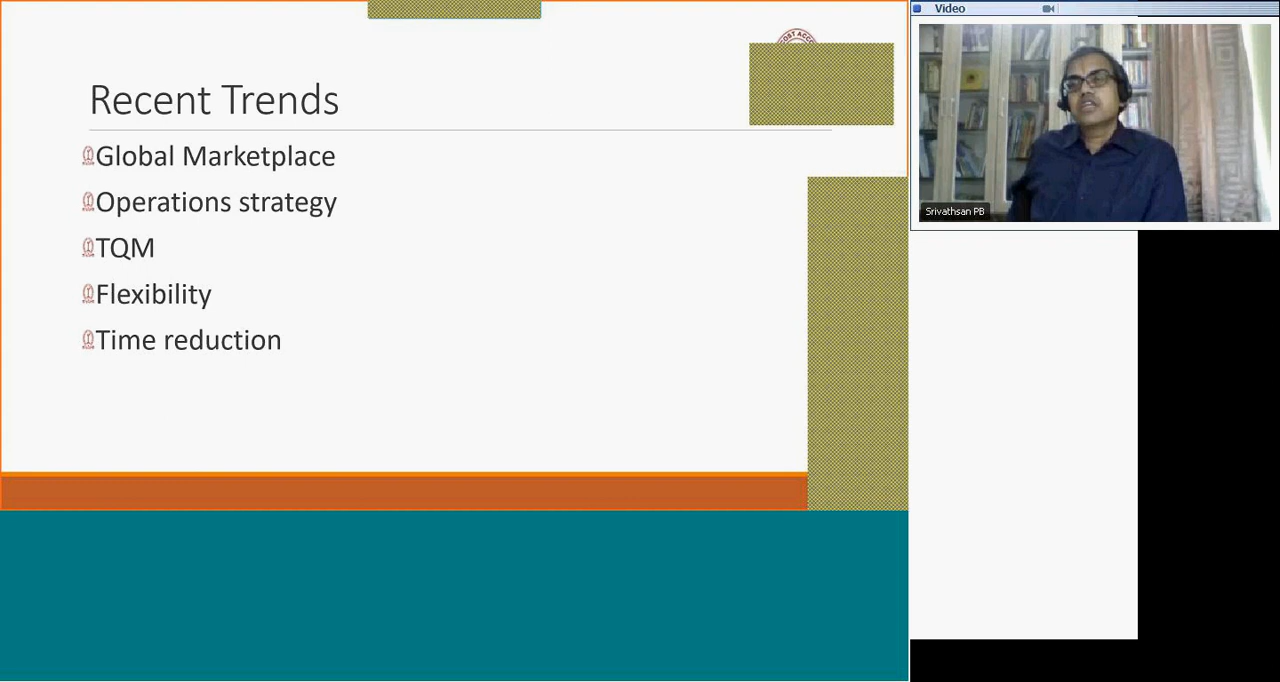 Recent Trends
Global Marketplace
Operations strategy
TQM
Flexibility
Time reduction
Video
Srivathsan PB